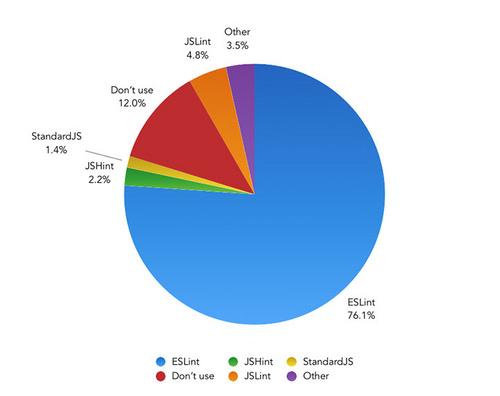 Other
3.5%
JSLint
4.8%
Don't use
12.0%
StandardJS
1.4%
JSHint
2.2%
ESLint
76.1%
ESLint JSHint StandardJS
Don't use JSLint Other